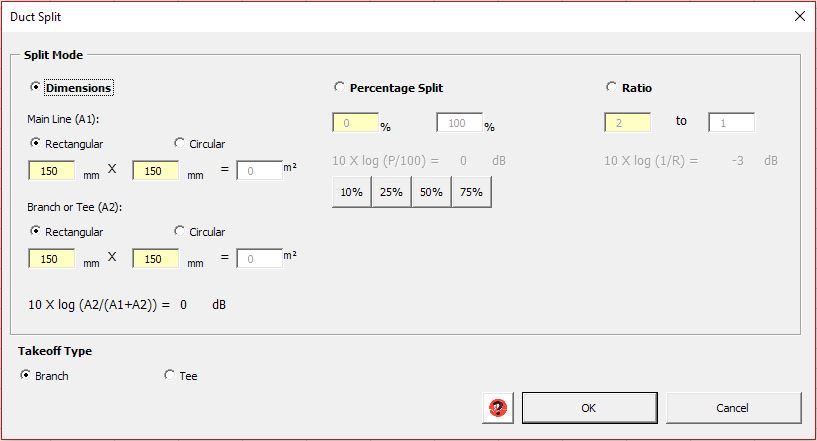 Duct Split
Split Mode
Dimensions
Main Line (A1):
Rectangular Circular
150 mm X 150 mm = 0 m²
Branch or Tee (A2):
Rectangular Circular
150 mm X 150 mm = 0 m²
10 X log (A2/(A1+A2)) = 0 dB
Percentage Split
0 % 100 %
10 X log (P/100) = 0 dB
10% 25% 50% 75%
Ratio
2 to 1
10 X log (1/R) = -3 dB
Takeoff Type
Branch Tee
?
OK Cancel